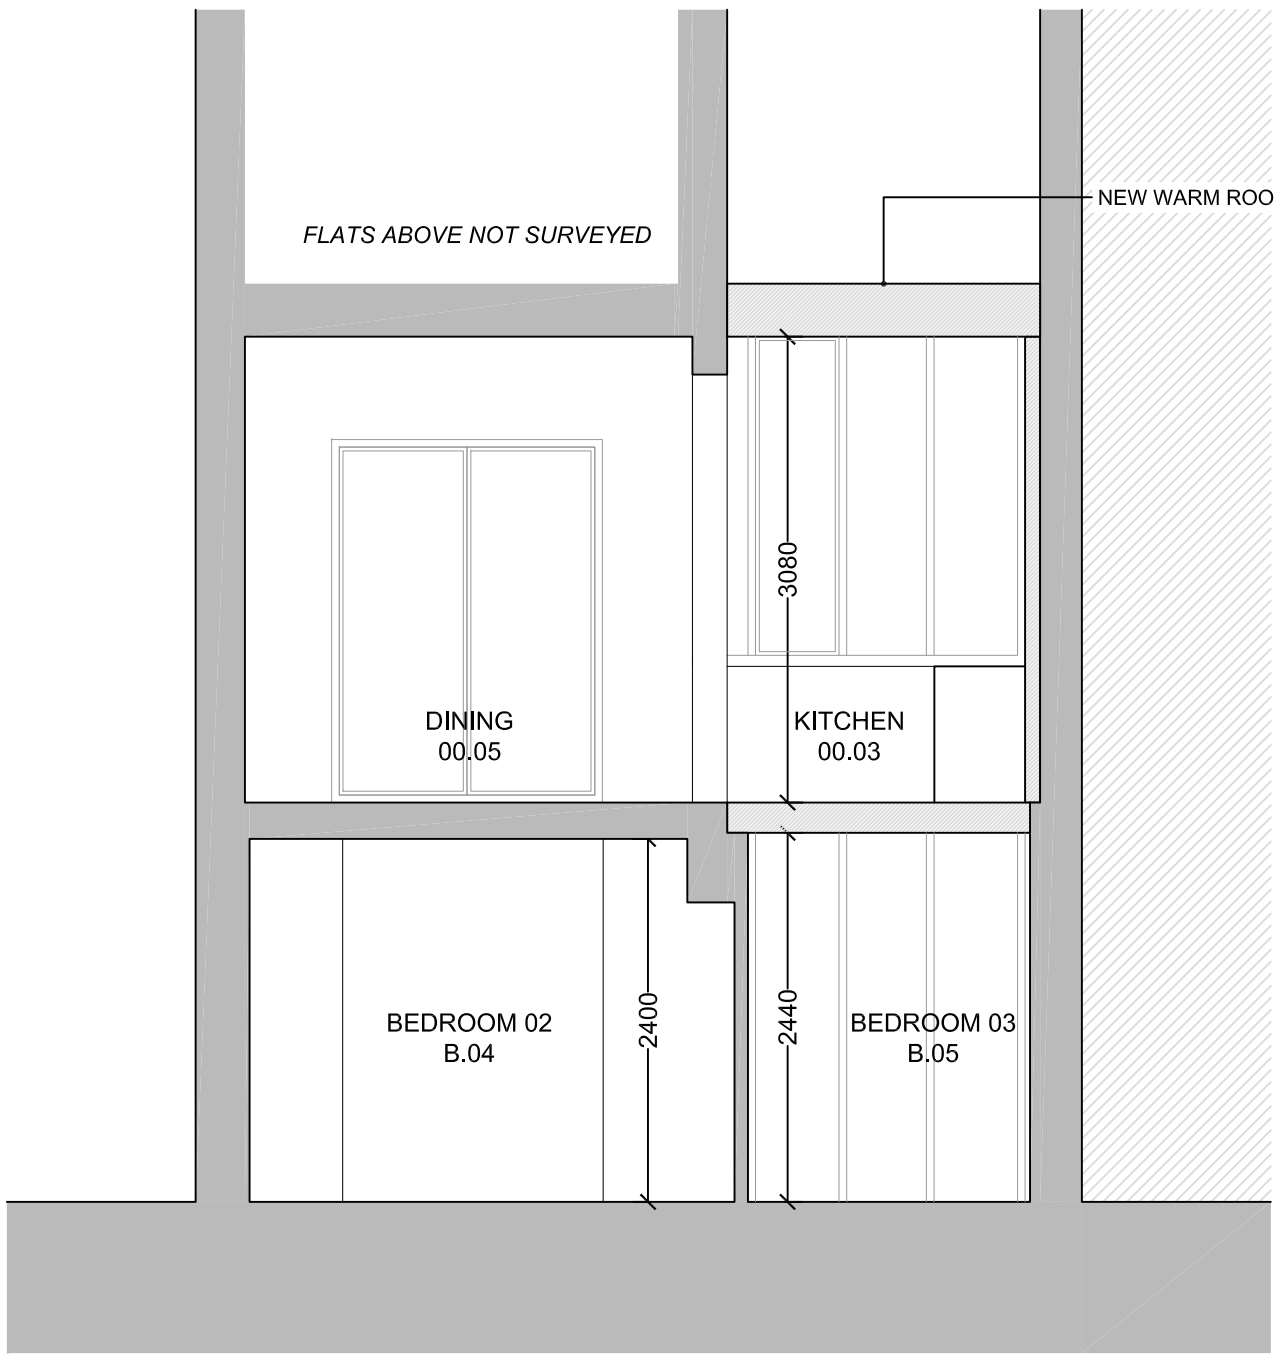 NEW WARM ROO
FLATS ABOVE NOT SURVEYED
3080
DINING
00.05
KITCHEN
00.03
2400
2440
BEDROOM 02
B.04
BEDROOM 03
B.05